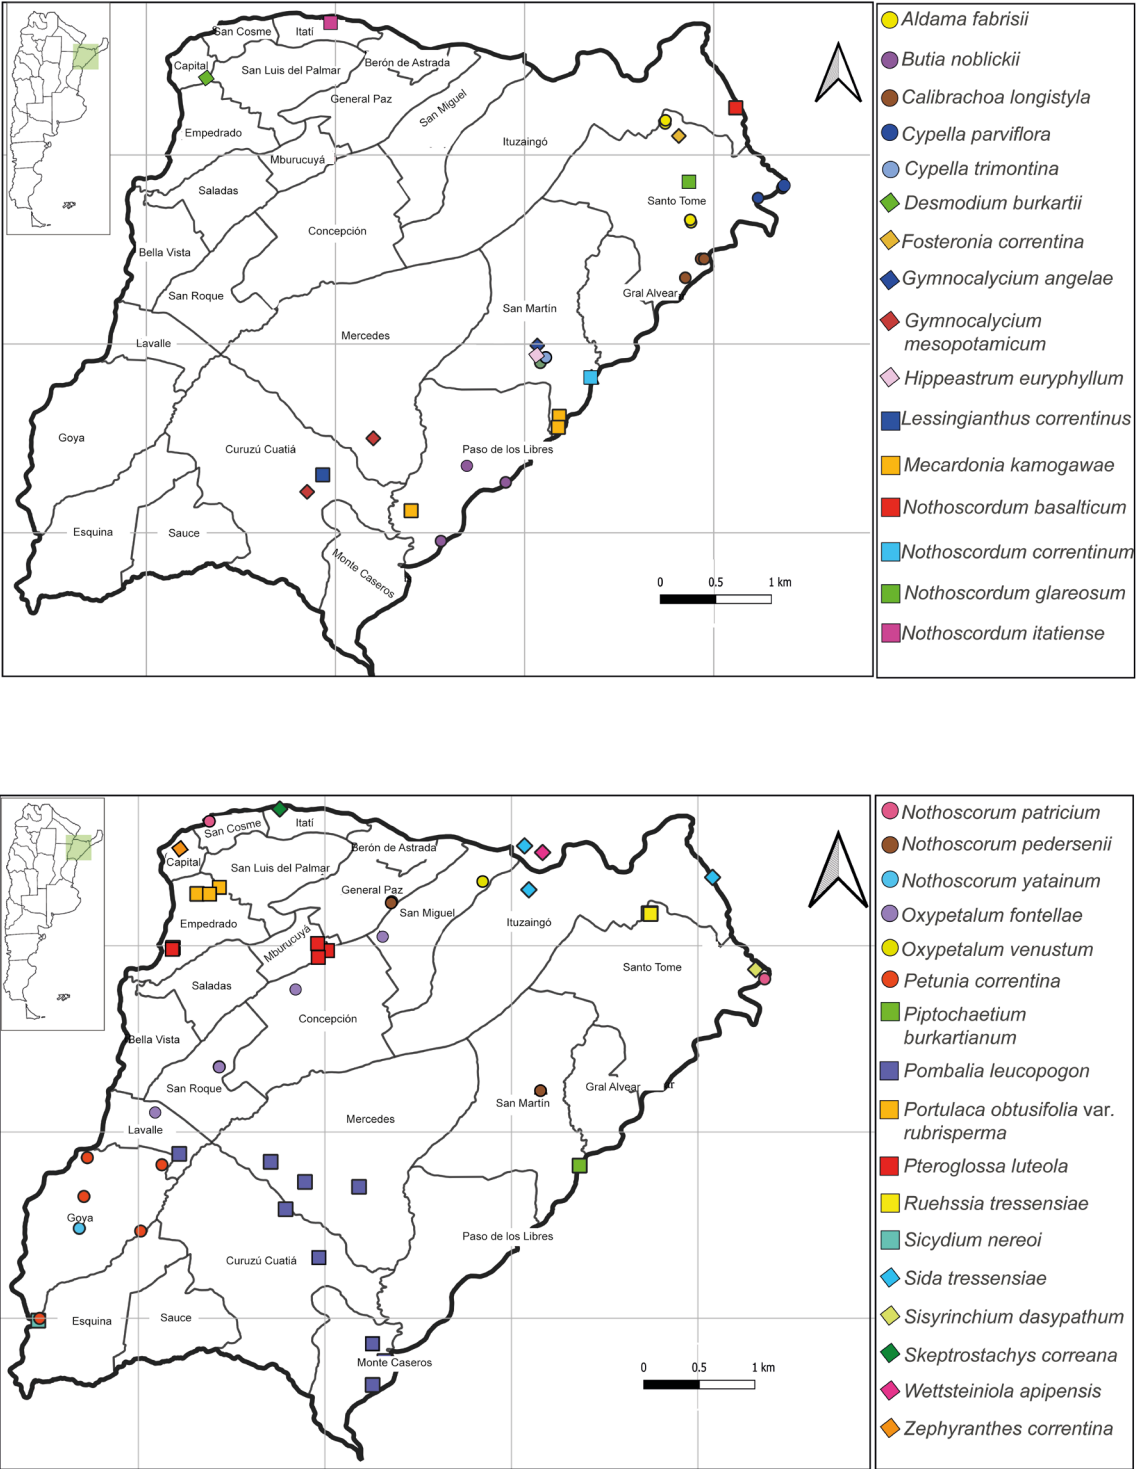 San Cosme
Itatí
Capital
San Luis del Palmar
Berón de Astrada
General Paz
San Miguel
Empedrado
Ituzaingó
Mburucuyá
Saladas
Santo Tome
Concepción
Bella Vista
San Roque
Gral Alvear
San Martín
Lavalle
Mercedes
Goya
Curuzú Cuatiá
Paso de los Libres
Esquina
Sauce
Monte Caseros
0 0.5 1 km
Aldama fabrisii
Butia noblickii
Calibrachoa longistyla
Cypella parviflora
Cypella trimontina
Desmodium burkartii
Fosteronia correntina
Gymnocalycium angelae
Gymnocalycium
mesopotamicum
Hippeastrum euryphyllum
Lessingianthus correntinus
Mecardonia kamogawae
Nothoscordum basalticum
Nothoscordum correntinum
Nothoscordum glareosum
Nothoscordum itatiense
San Cosme
Itatí
Capital
San Luis del Palmar
Berón de Astrada
General Paz
San Miguel
Empedrado
Ituzaingó
Mburucuyá
Santo Tome
Saladas
Concepción
Bella Vista
San Roque
Gral Alvear
ar
San Martín
Mercedes
Lavalle
Goya
Paso de los Libres
Curuzú Cuatiá
Esquina
Sauce
Monte Caseros
0 0.5 1 km
Nothoscorum patricium
Nothoscorum pedersenii
Nothoscorum yatainum
Oxypetalum fontellae
Oxypetalum venustum
Petunia correntina
Piptochaetium
burkartianum
Pombalia leucopogon
Portulaca obtusifolia var.
rubrisperma
Pteroglossa luteola
Ruehssia tressensiae
Sicydium nereoi
Sida tressensiae
Sisyrinchium dasypathum
Skeptrostachys correana
Wettsteiniola apipensis
Zephyranthes correntina